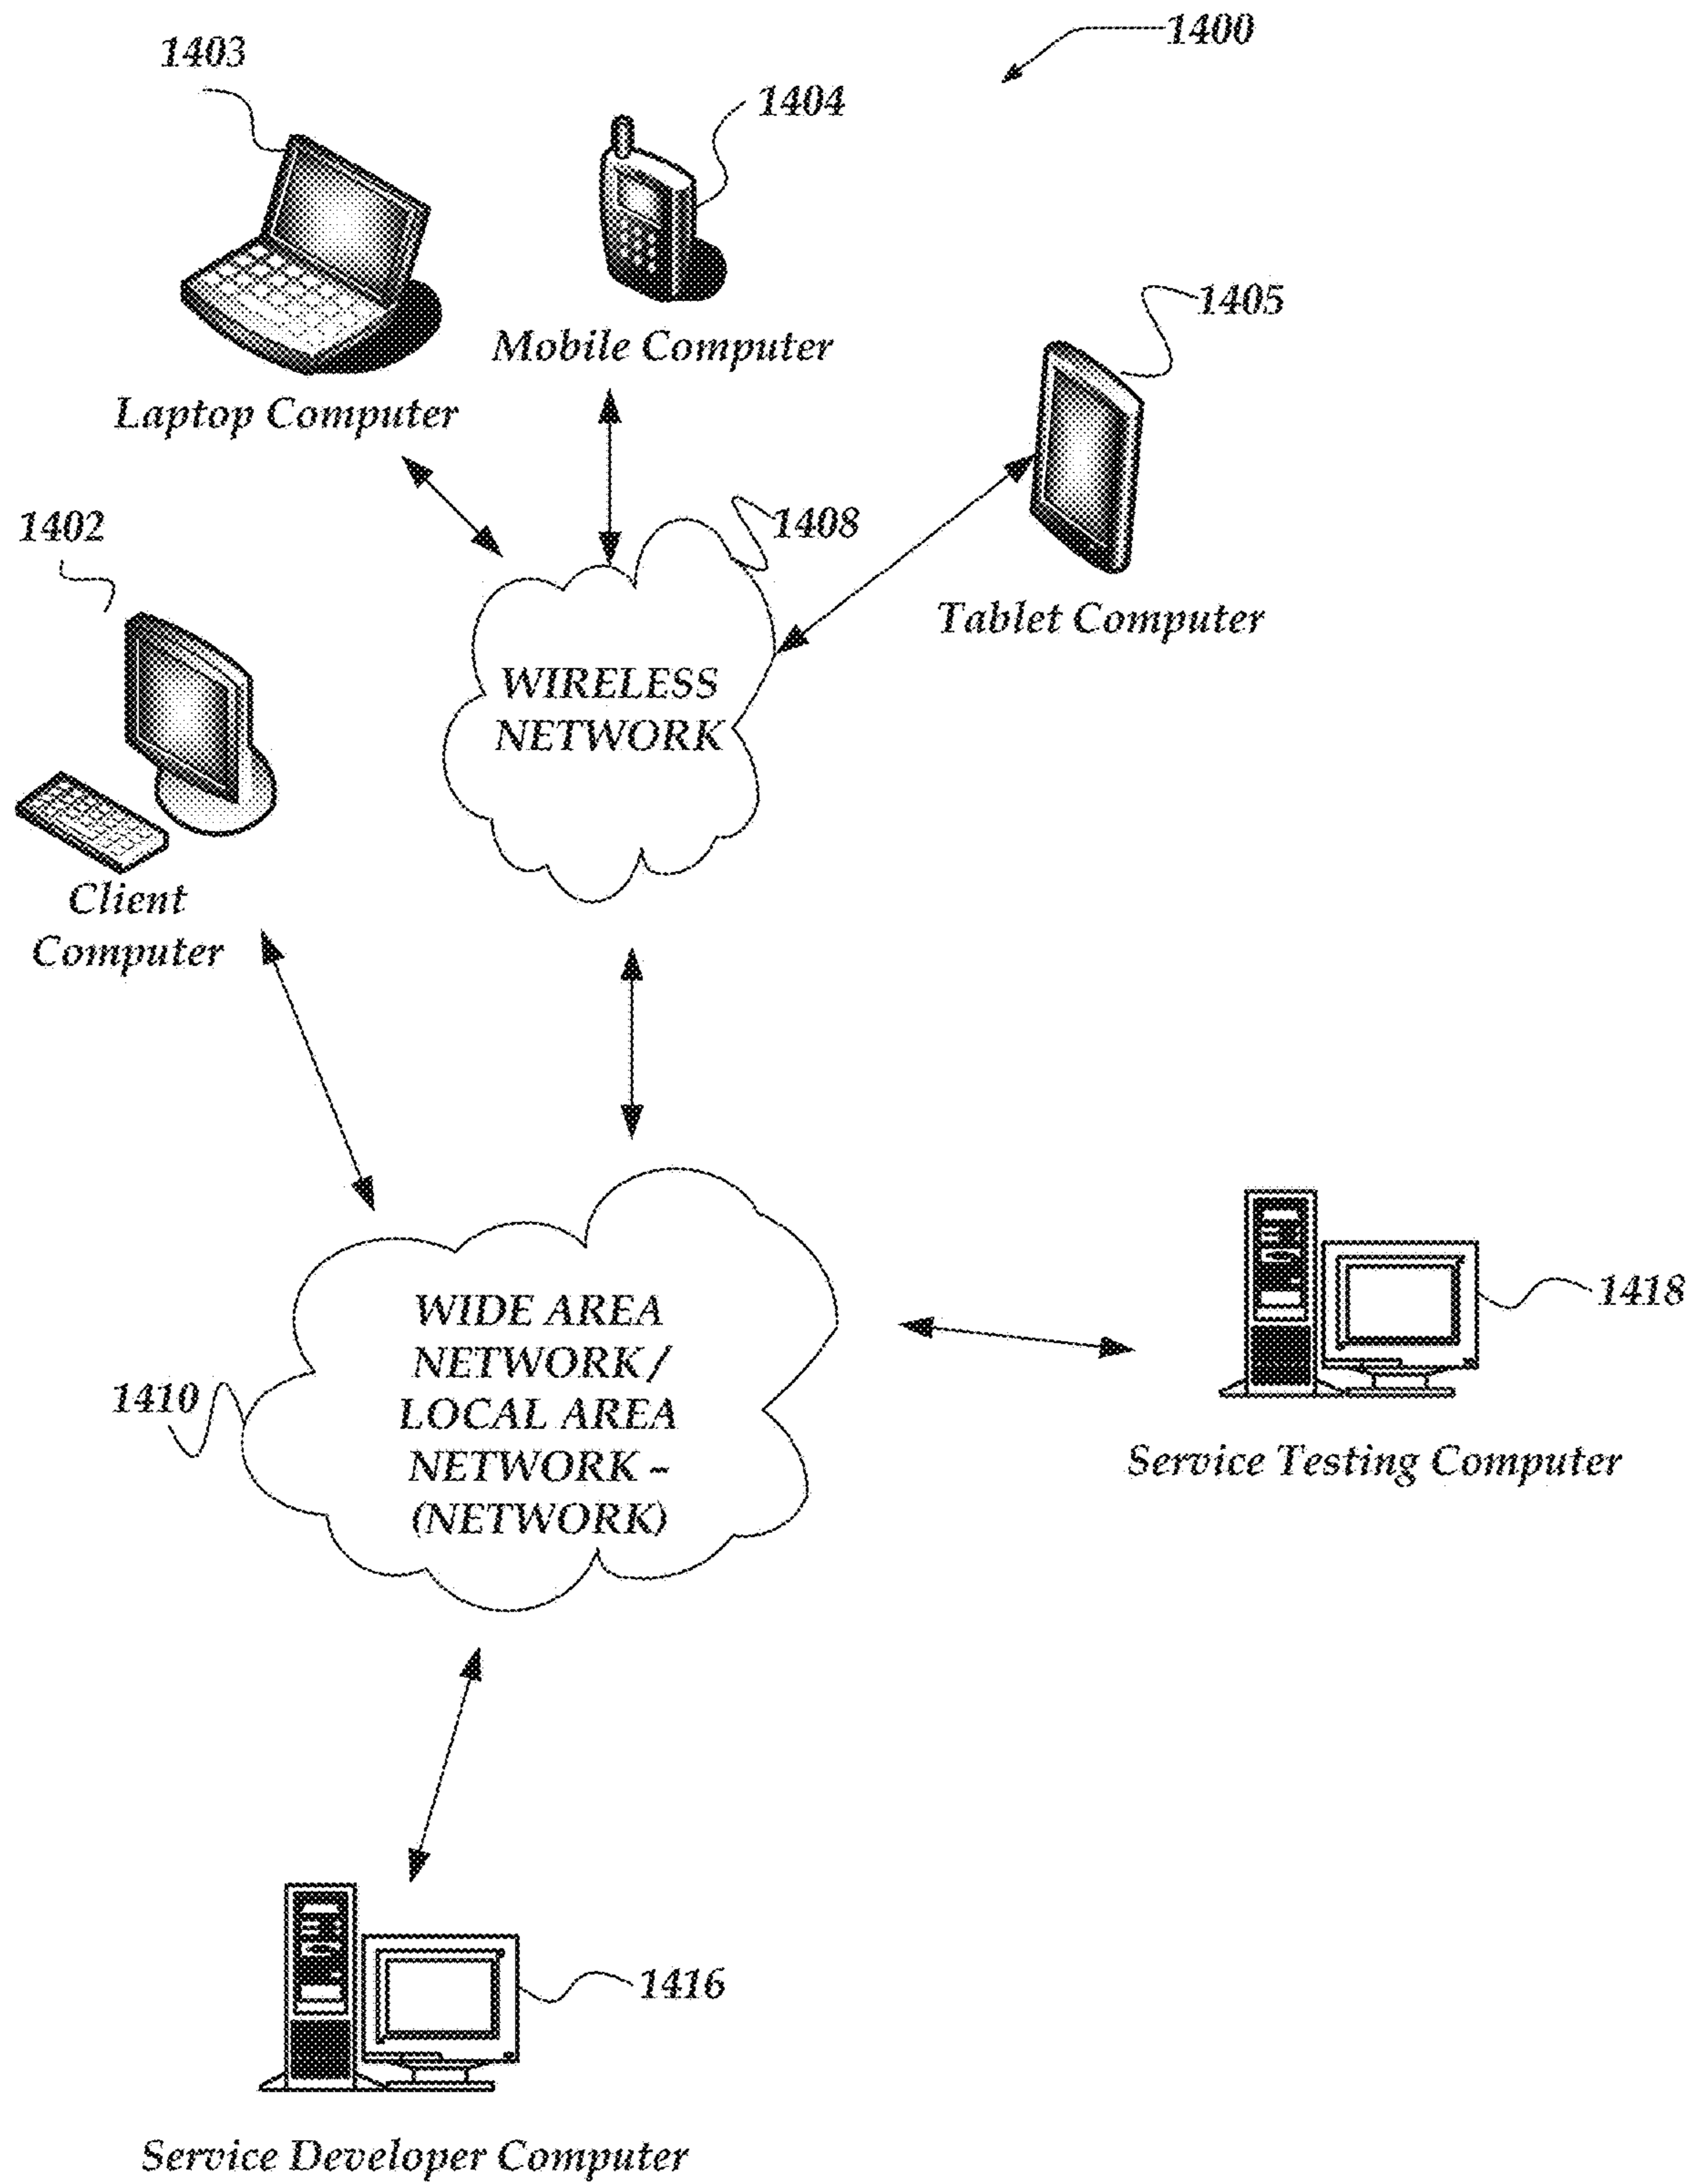 1400
1403
1404
Mobile Computer
1405
Laptop Computer
1402
1408
Tablet Computer
WIRELESS
NETWORK
Client
Computer
WIDE AREA
NETWORK /
LOCAL AREA
NETWORK –
(NETWORK)
1410
1418
Service Testing Computer
1416
Service Developer Computer